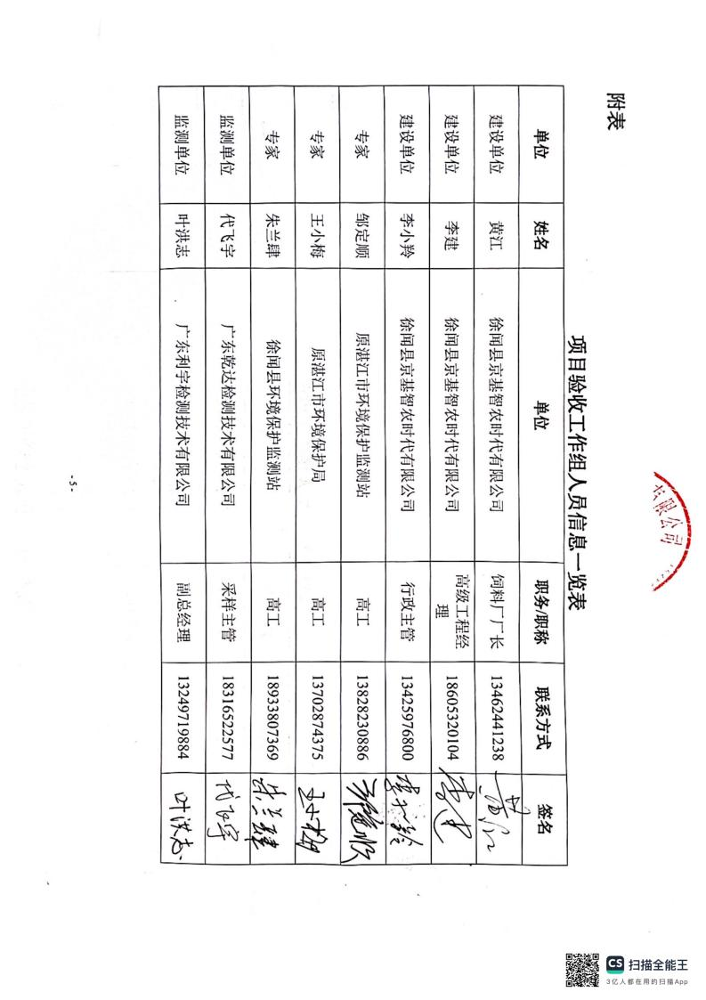 附表
项目验收工作组人员信息一览表
单位 姓名 单位 职务/职称 联系方式 签名
建设单位 黄江 徐闻县京基智农时代有限公司 饲料厂厂长 13462441238 黄江
建设单位 李建 徐闻县京基智农时代有限公司 高级工程经理 18605320104 李建
建设单位 李小羚 徐闻县京基智农时代有限公司 行政主管 13425976800 李小羚
专家 邹定顺 原湛江市环境保护监测站 高工 13828230886 邹定顺
专家 王小梅 原湛江市环境保护局 高工 13702874375 王小梅
专家 朱兰肆 徐闻县环境保护监测站 高工 18933807369 朱兰肆
监测单位 代飞宇 广东乾达检测技术有限公司 采样主管 18316522577 代飞宇
监测单位 叶洪志 广东利宇检测技术有限公司 副总经理 13249719884 叶洪志
- 5 -
限公司
CS 扫描全能王
3亿人都在用的扫描App